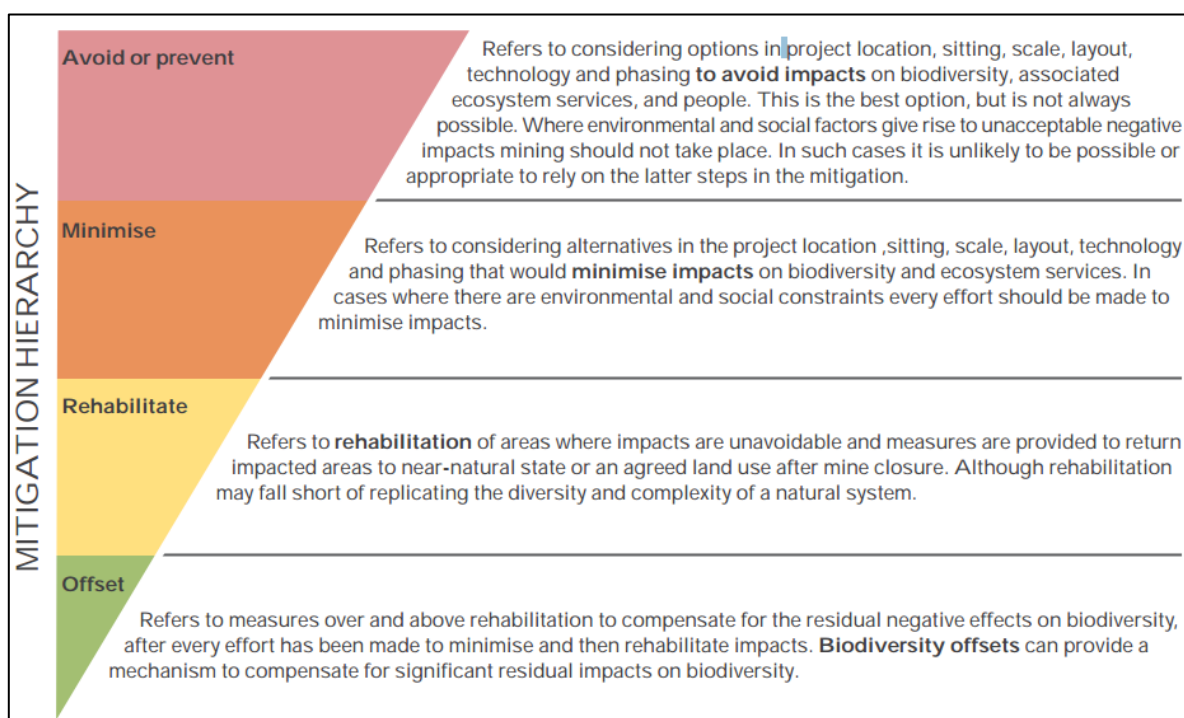 MITIGATION HIERARCHY
Avoid or prevent
Refers to considering options in project location, sitting, scale, layout,
technology and phasing to avoid impacts on biodiversity, associated
ecosystem services, and people. This is the best option, but is not always
possible. Where environmental and social factors give rise to unacceptable negative
impacts mining should not take place. In such cases it is unlikely to be possible or
appropriate to rely on the latter steps in the mitigation.
Minimise
Refers to considering alternatives in the project location ,sitting, scale, layout, technology
and phasing that would minimise impacts on biodiversity and ecosystem services. In
cases where there are environmental and social constraints every effort should be made to
minimise impacts.
Rehabilitate
Refers to rehabilitation of areas where impacts are unavoidable and measures are provided to return
impacted areas to near-natural state or an agreed land use after mine closure. Although rehabilitation
may fall short of replicating the diversity and complexity of a natural system.
Offset
Refers to measures over and above rehabilitation to compensate for the residual negative effects on biodiversity,
after every effort has been made to minimise and then rehabilitate impacts. Biodiversity offsets can provide a
mechanism to compensate for significant residual impacts on biodiversity.